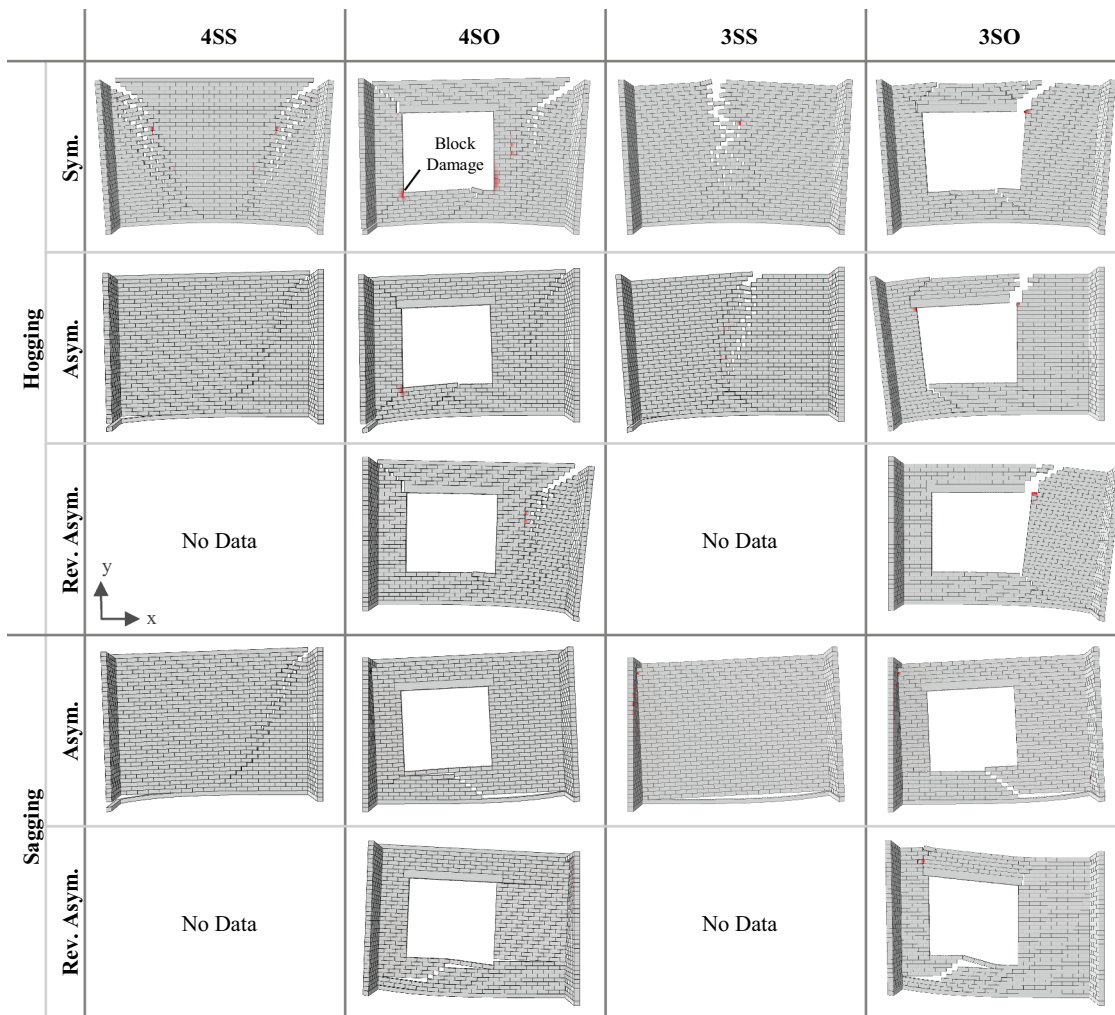 4SS
4SO
3SS
3SO
Hogging
Sym.
Block
Damage
Asym.
Rev. Asym.
No Data
No Data
y
x
Sagging
Asym.
Rev. Asym.
No Data
No Data